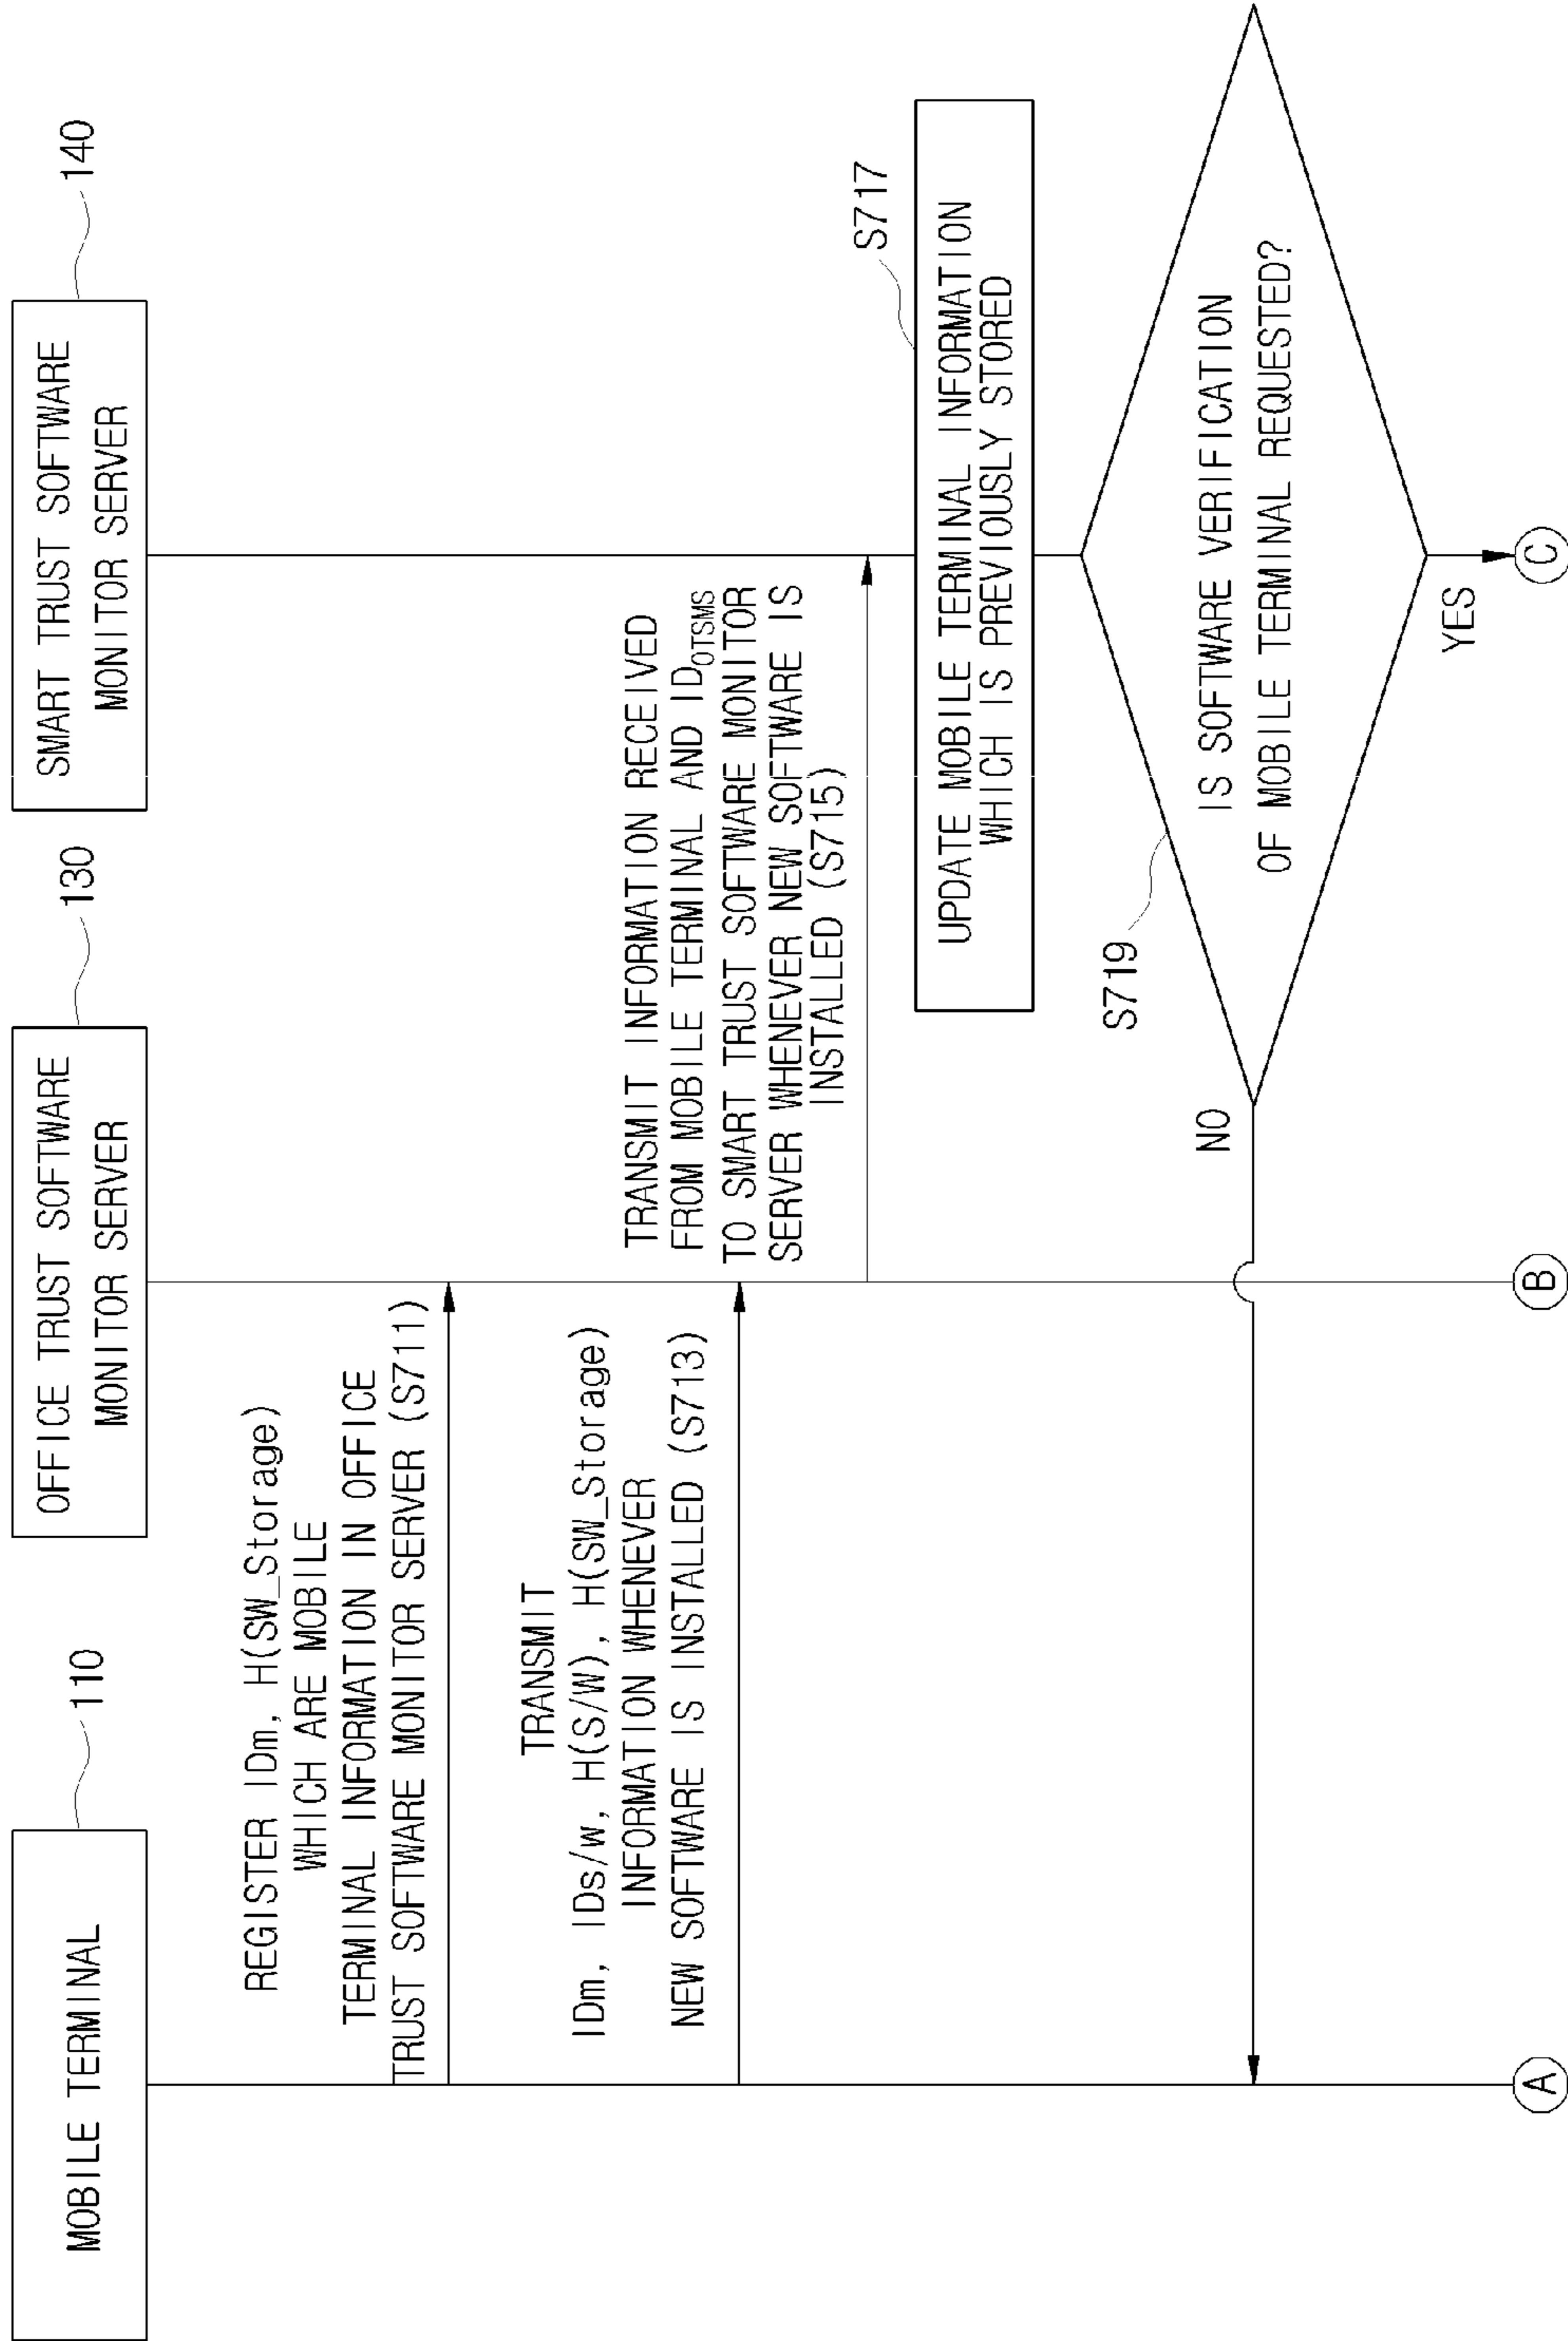 MOBILE TERMINAL
110
OFFICE TRUST SOFTWARE
MONITOR SERVER
130
SMART TRUST SOFTWARE
MONITOR SERVER
140
REGISTER IDm, H(SW_Storage)
WHICH ARE MOBILE
TERMINAL INFORMATION IN OFFICE
TRUST SOFTWARE MONITOR SERVER (S711)
TRANSMIT
IDm, IDs/w, H(S/W), H(SW_Storage)
INFORMATION WHENEVER
NEW SOFTWARE IS INSTALLED (S713)
TRANSMIT INFORMATION RECEIVED
FROM MOBILE TERMINAL AND ID_OTSMS
TO SMART TRUST SOFTWARE MONITOR
SERVER WHENEVER NEW SOFTWARE IS
INSTALLED (S715)
S717
UPDATE MOBILE TERMINAL INFORMATION
WHICH IS PREVIOUSLY STORED
S719
IS SOFTWARE VERIFICATION
OF MOBILE TERMINAL REQUESTED?
NO
YES
A
B
C